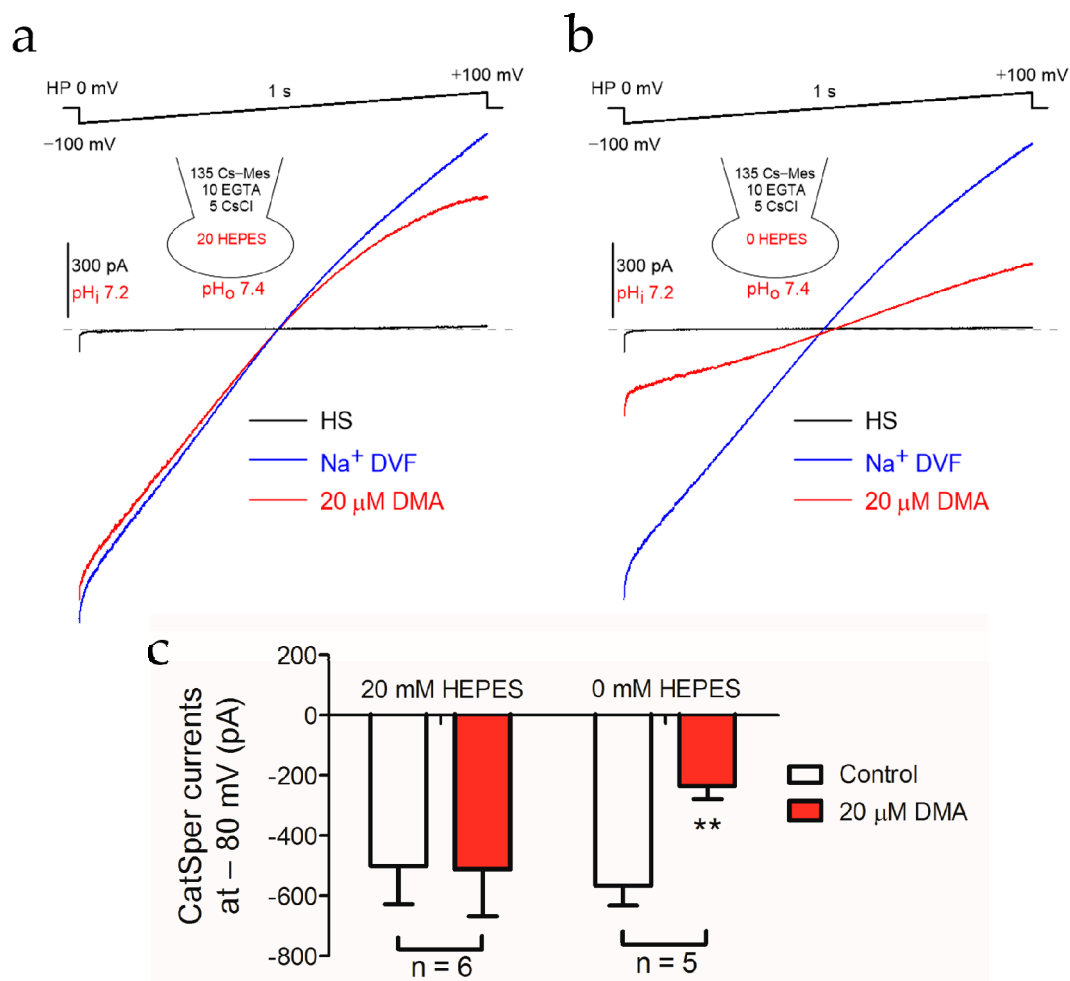 a
HP 0 mV
1 s
+100 mV
−100 mV
135 Cs–Mes
10 EGTA
5 CsCl
20 HEPES
300 pA
pHi 7.2
pHo 7.4
HS
Na+ DVF
20 μM DMA
b
HP 0 mV
1 s
+100 mV
−100 mV
135 Cs–Mes
10 EGTA
5 CsCl
0 HEPES
300 pA
pHi 7.2
pHo 7.4
HS
Na+ DVF
20 μM DMA
c
CatSper currents
at – 80 mV (pA)
200
0
-200
-400
-600
-800
20 mM HEPES
0 mM HEPES
**
n = 6
n = 5
Control
20 μM DMA